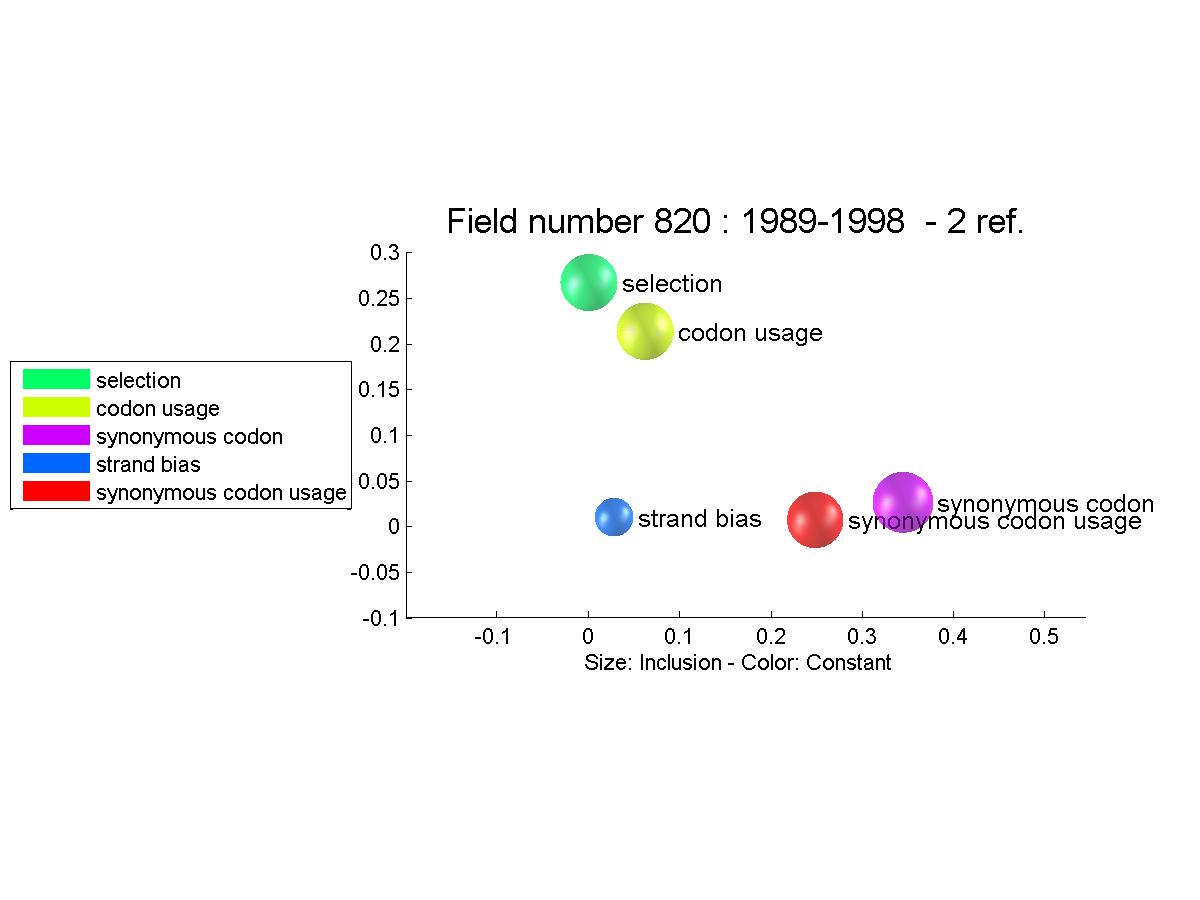 Field number 820 : 1989-1998  - 2 ref.
0.3
0.25
0.2
0.15
0.1
0.05
0
-0.05
-0.1
selection
codon usage
strand bias
synonymous codon
synonymous codon usage
selection
codon usage
synonymous codon
strand bias
synonymous codon usage
-0.1 0 0.1 0.2 0.3 0.4 0.5
Size: Inclusion - Color: Constant